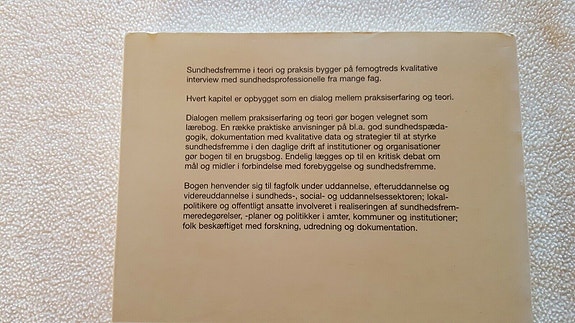 Sundhedsfremme i teori og praksis bygger på femogtreds kvalitative
interview med sundhedsprofessionelle fra mange fag.
Hvert kapitel er opbygget som en dialog mellem praksiserfaring og teori.
Dialogen mellem praksiserfaring og teori gør bogen velegnet som
lærebog. En række praktiske anvisninger på bl.a. god sundhedspæda-
gogik, dokumentation med kvalitative data og strategier til at styrke
sundhedsfremme i den daglige drift af institutioner og organisationer
gør bogen til en brugsbog. Endelig lægges op til en kritisk debat om
mål og midler i forbindelse med forebyggelse og sundhedsfremme.
Bogen henvender sig til fagfolk under uddannelse, efteruddannelse og
videreuddannelse i sundheds-, social- og uddannelsessektoren; lokal-
politikere og offentligt ansatte involveret i realiseringen af sundhedsfrem-
meredegørelser, -planer og politikker i amter, kommuner og institutioner;
folk beskæftiget med forskning, udredning og dokumentation.